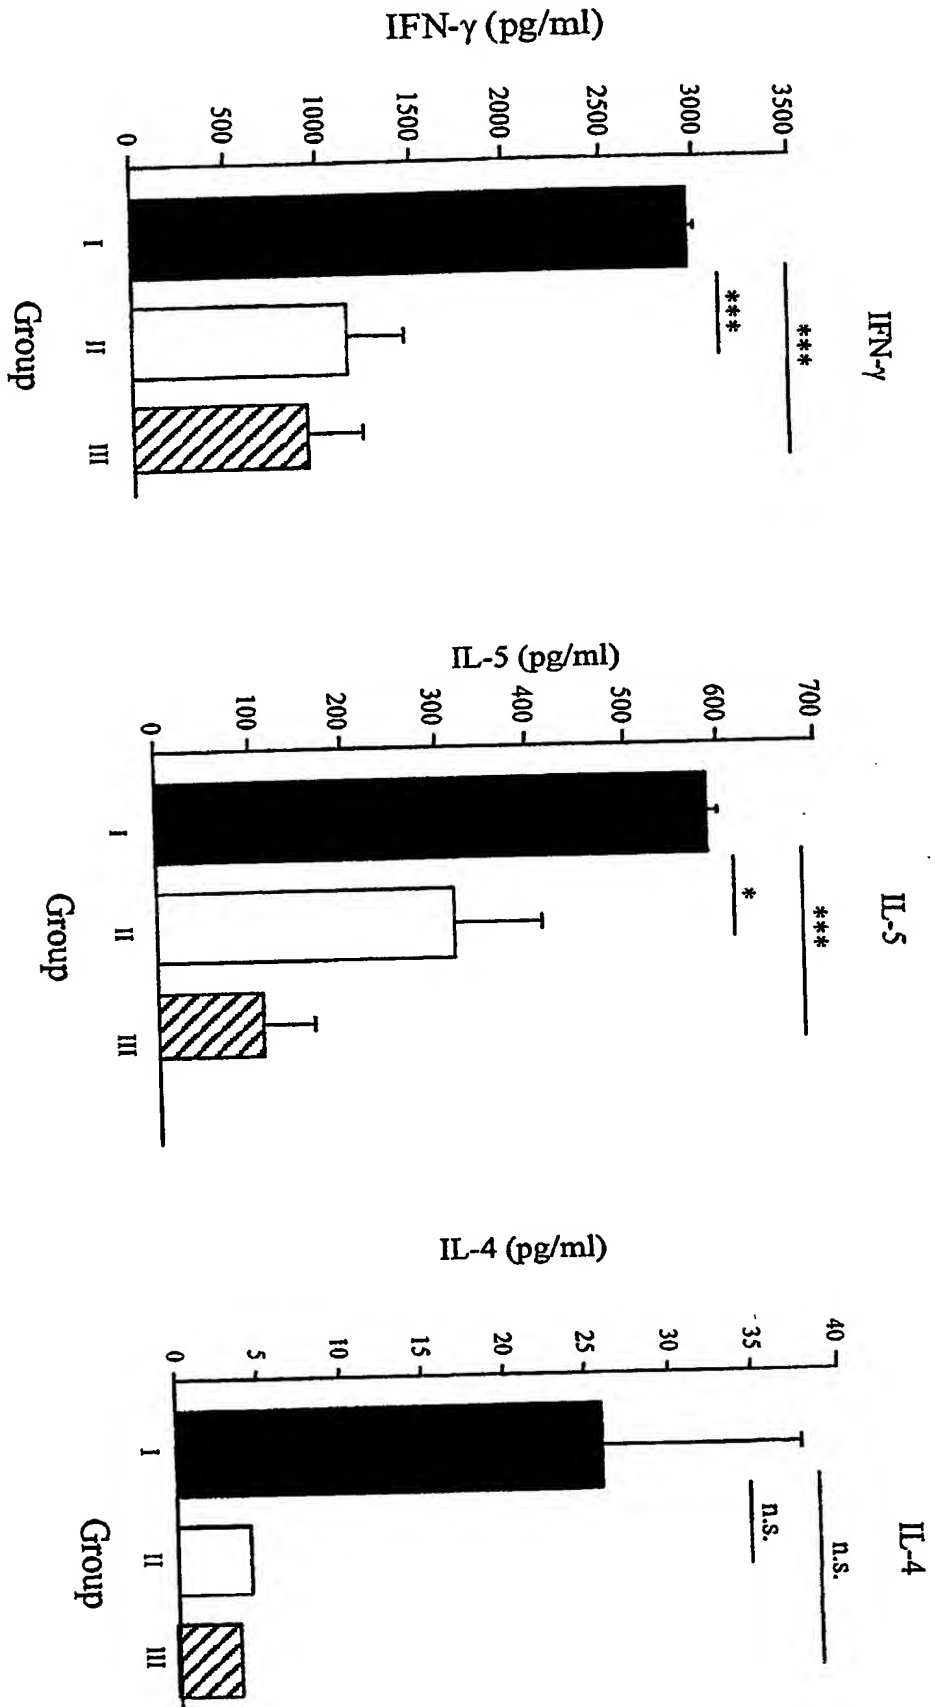 IFN-γ
IFN-γ (pg/ml)
3500
3000
2500
2000
1500
1000
500
0
***
***
I
II
III
Group
IL-5
IL-5 (pg/ml)
700
600
500
400
300
200
100
0
***
*
I
II
III
Group
IL-4
IL-4 (pg/ml)
40
35
30
25
20
15
10
5
0
n.s.
n.s.
I
II
III
Group